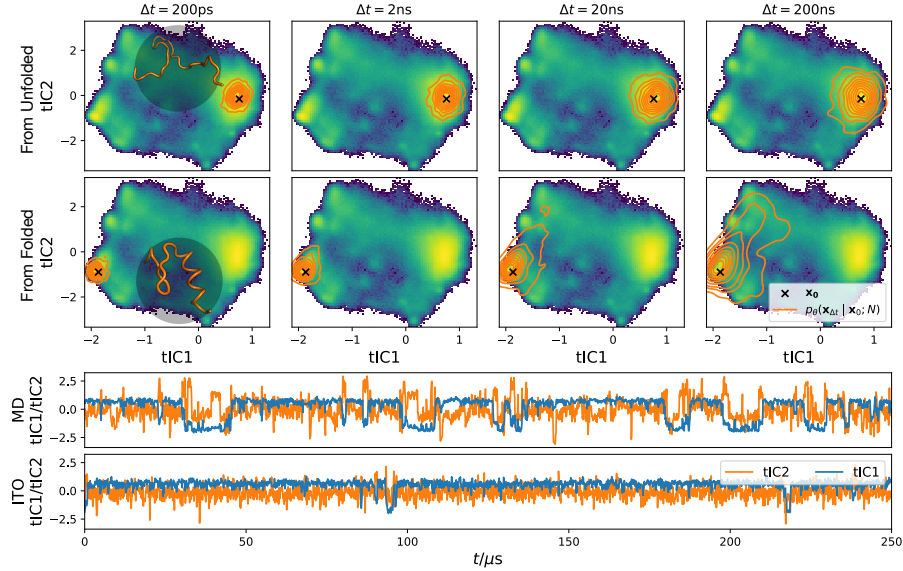 Δt = 200ps
Δt = 2ns
Δt = 20ns
Δt = 200ns
From Unfolded
tIC2
2
0
−2
From Folded
tIC2
2
0
−2
x₀
pθ(xΔt | x₀; N)
−2 −1 0 1
−2 −1 0 1
−2 −1 0 1
−2 −1 0 1
tIC1
tIC1
tIC1
tIC1
MD
tIC1/tIC2
2.5
0.0
−2.5
ITO
tIC1/tIC2
2.5
0.0
−2.5
tIC2 tIC1
0 50 100 150 200 250
t/μs